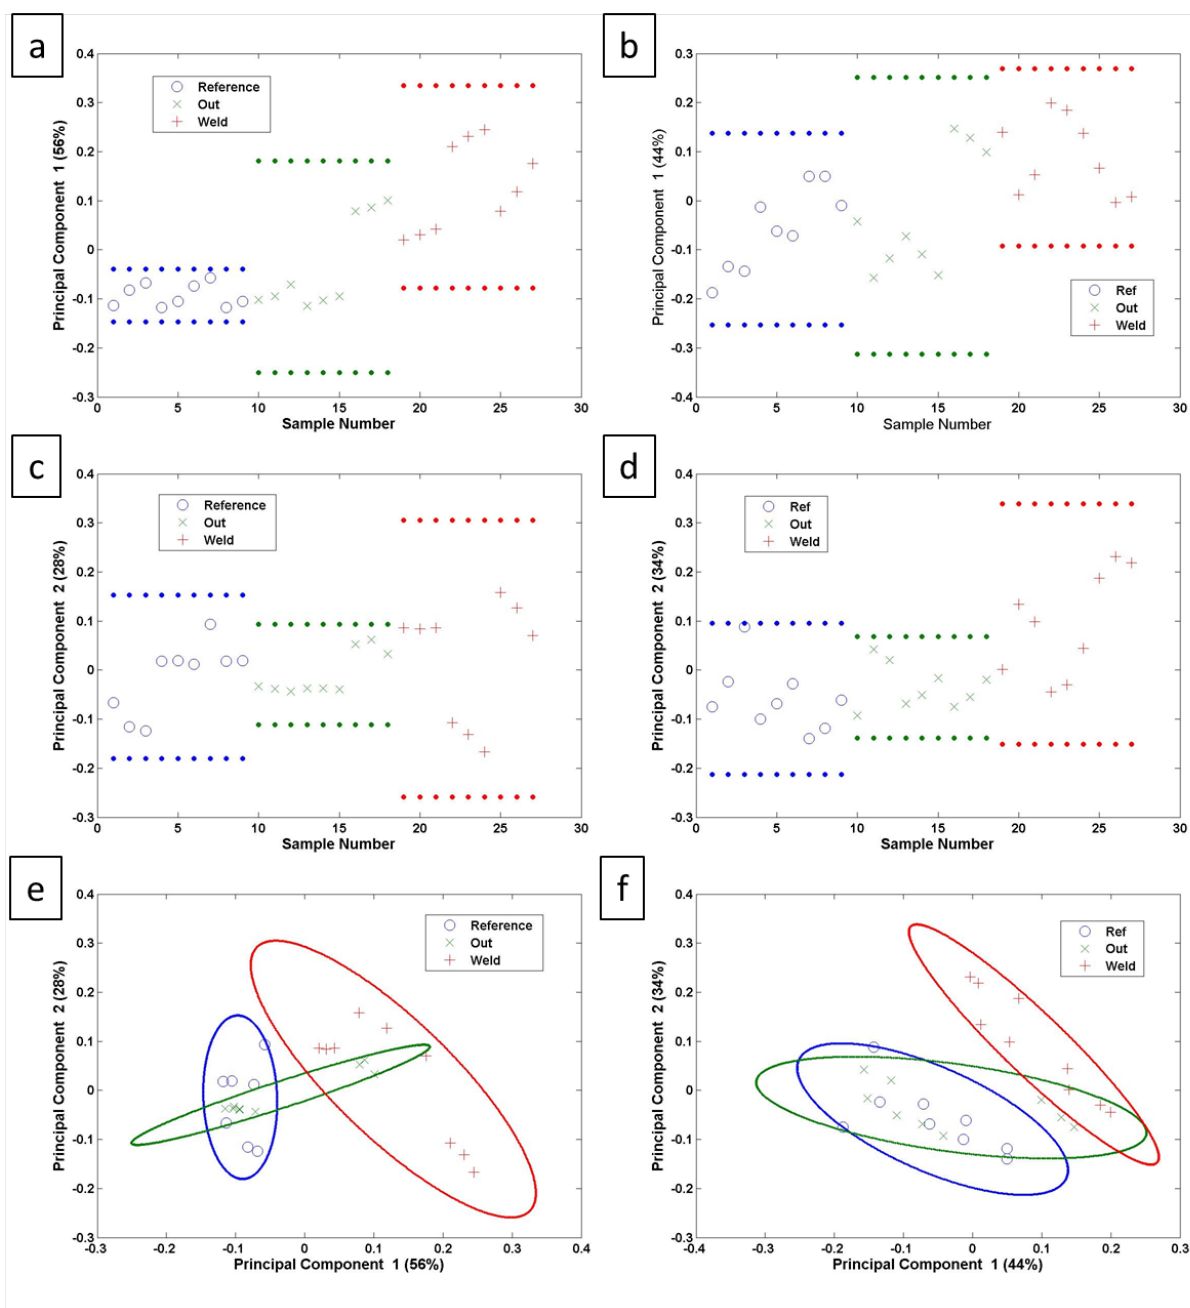 a
0.4
0.3
0.2
0.1
0
-0.1
-0.2
-0.3
Principal Component 1 (56%)
Reference
Out
Weld
0 5 10 15 20 25 30
Sample Number
b
0.3
0.2
0.1
0
-0.1
-0.2
-0.3
-0.4
Principal Component 1 (44%)
Ref
Out
Weld
0 5 10 15 20 25 30
Sample Number
c
0.4
0.3
0.2
0.1
0
-0.1
-0.2
-0.3
Principal Component 2 (28%)
Reference
Out
Weld
0 5 10 15 20 25 30
Sample Number
d
0.4
0.3
0.2
0.1
0
-0.1
-0.2
-0.3
Principal Component 2 (34%)
Ref
Out
Weld
0 5 10 15 20 25 30
Sample Number
e
0.4
0.3
0.2
0.1
0
-0.1
-0.2
-0.3
Principal Component 2 (28%)
Reference
Out
Weld
-0.3 -0.2 -0.1 0 0.1 0.2 0.3 0.4
Principal Component 1 (56%)
f
0.4
0.3
0.2
0.1
0
-0.1
-0.2
-0.3
Principal Component 2 (34%)
Ref
Out
Weld
-0.4 -0.3 -0.2 -0.1 0 0.1 0.2 0.3
Principal Component 1 (44%)